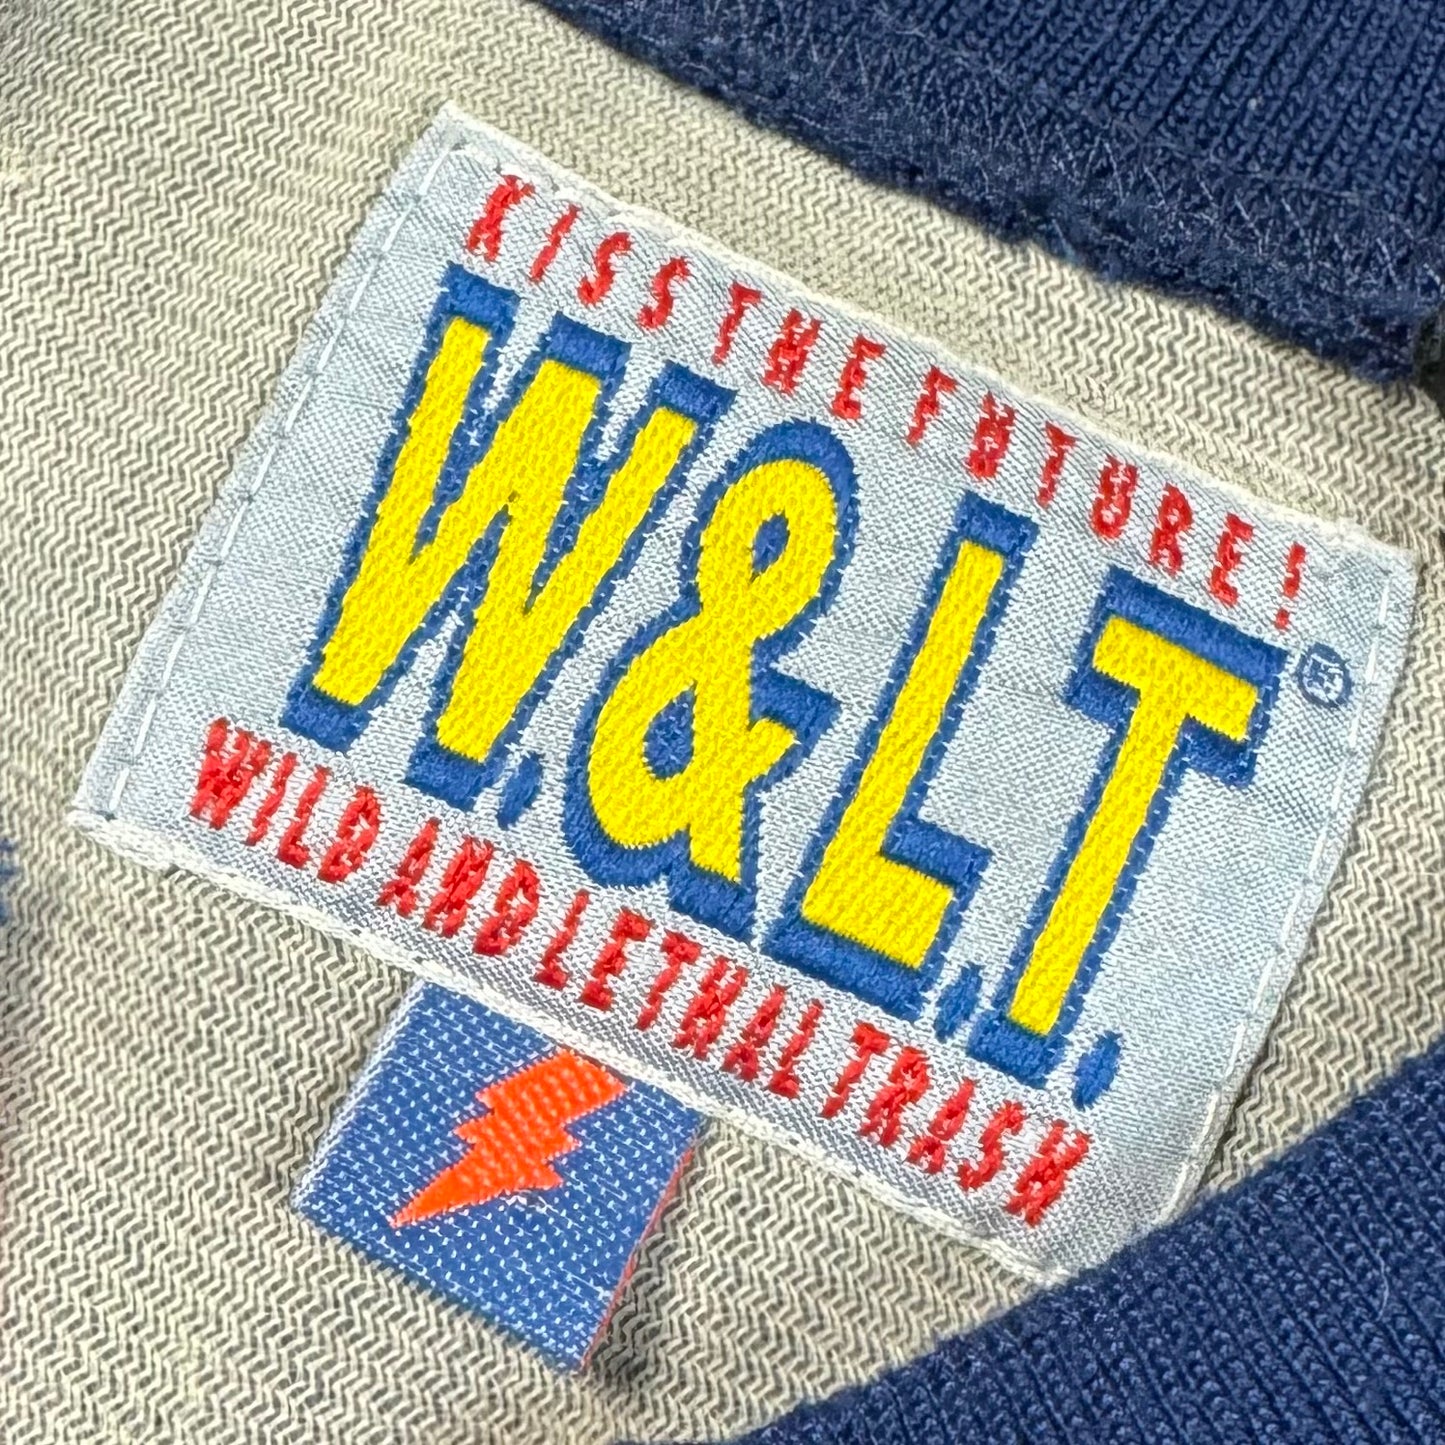 KISS THE FUTURE!
W.&L.T.®
WILD AND LETHAL TRASH